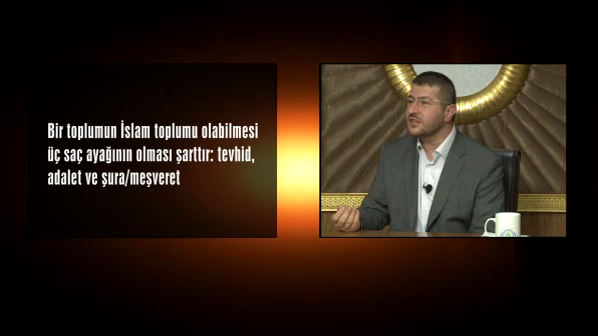 Bir toplumun İslam toplumu olabilmesi
üç saç ayağının olması şarttır: tevhid,
adalet ve şura/meşveret